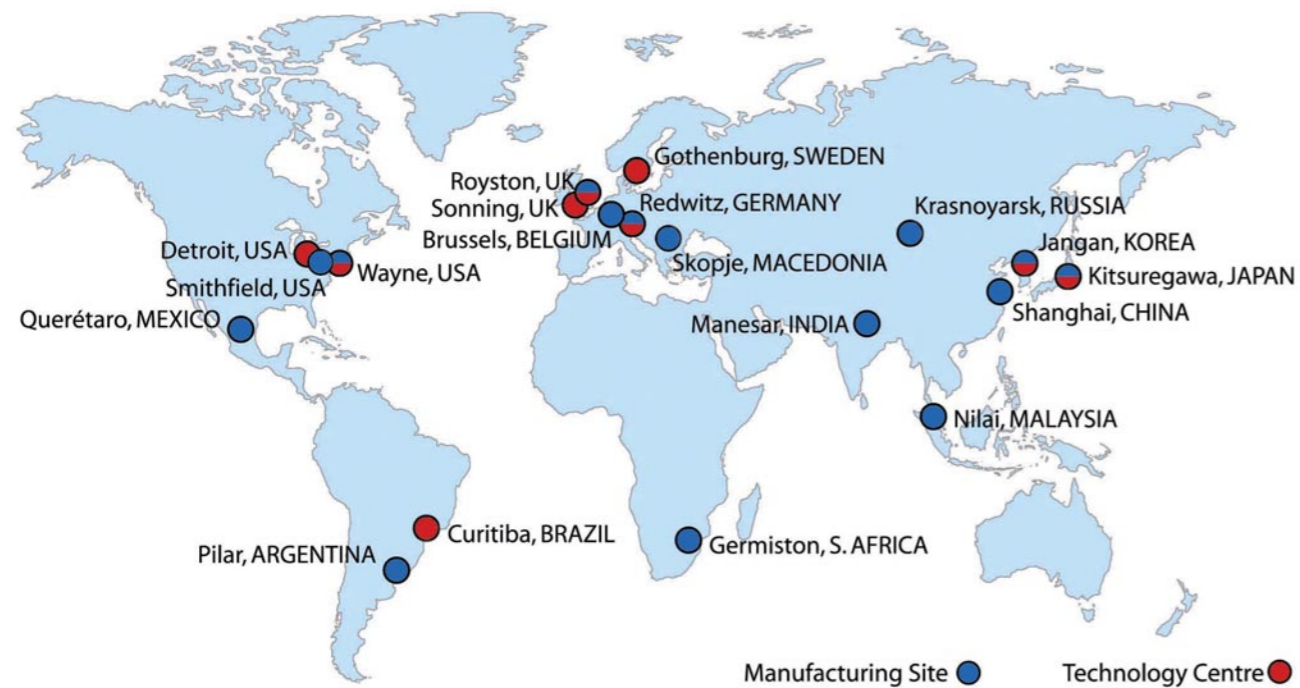 Gothenburg, SWEDEN
Royston, UK
Redwitz, GERMANY
Sonning, UK
Krasnoyarsk, RUSSIA
Brussels, BELGIUM
Detroit, USA
Jangan, KOREA
Skopje, MACEDONIA
Wayne, USA
Kitsuregawa, JAPAN
Smithfield, USA
Shanghai, CHINA
Querétaro, MEXICO
Manesar, INDIA
Nilai, MALAYSIA
Curitiba, BRAZIL
Germiston, S. AFRICA
Pilar, ARGENTINA
Manufacturing Site
Technology Centre